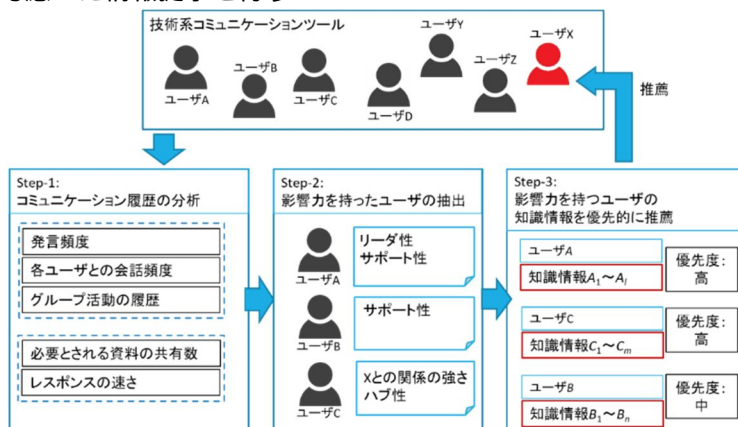 技術系コミュニケーションツール
ユーザA
ユーザB
ユーザC
ユーザD
ユーザY
ユーザZ
ユーザX
推薦
Step-1:
コミュニケーション履歴の分析
発言頻度
各ユーザとの会話頻度
グループ活動の履歴
必要とされる資料の共有数
レスポンスの速さ
Step-2:
影響力を持ったユーザの抽出
ユーザA
リーダ性
サポート性
ユーザB
サポート性
ユーザC
Xとの関係の強さ
ハブ性
Step-3:
影響力を持つユーザの
知識情報を優先的に推薦
ユーザA
知識情報A₁～Aₗ
優先度:
高
ユーザC
知識情報C₁～Cₘ
優先度:
高
ユーザB
知識情報B₁～Bₙ
優先度:
中